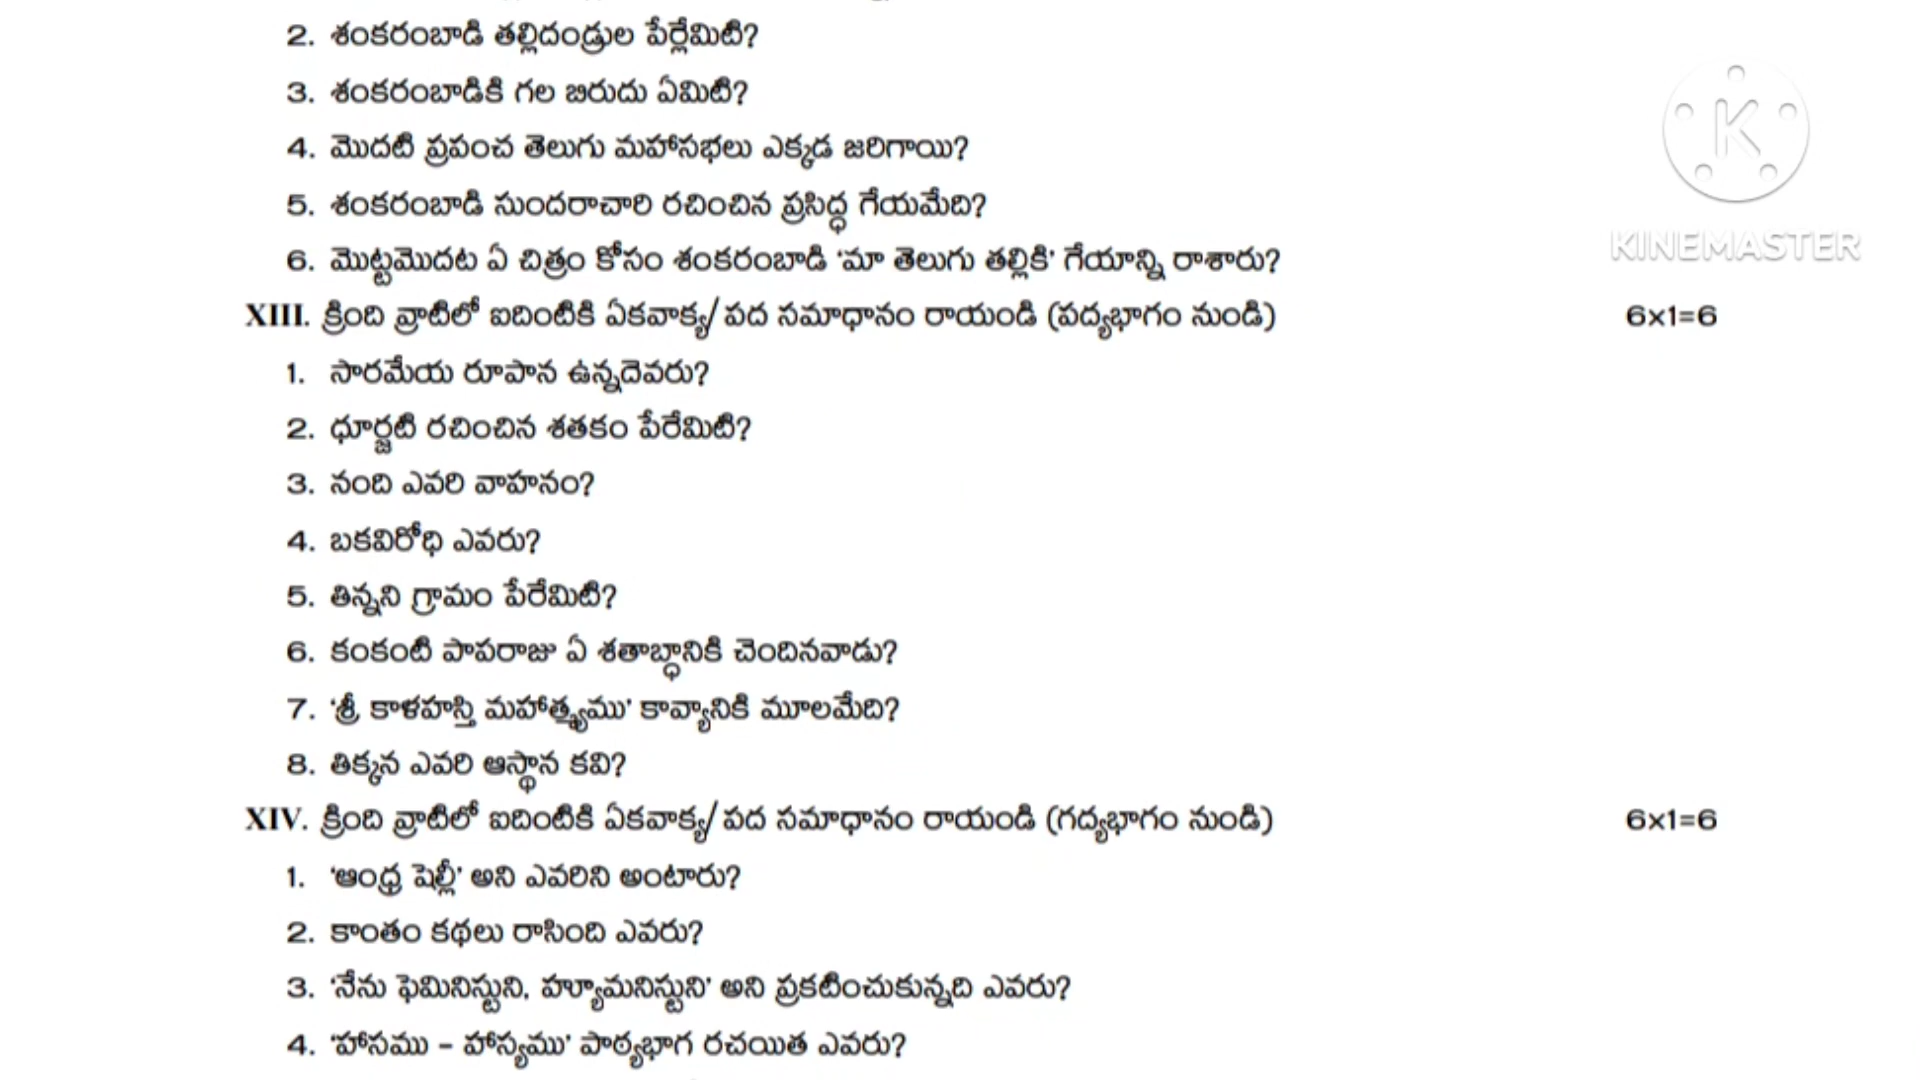 2. శంకరంబాడి తల్లిదండ్రుల పేర్లేమిటి?
3. శంకరంబాడికి గల బిరుదు ఏమిటి?
4. మొదటి ప్రపంచ తెలుగు మహాసభలు ఎక్కడ జరిగాయి?
5. శంకరంబాడి సుందరాచారి రచించిన ప్రసిద్ధ గేయమేది?
6. మొట్టమొదట ఏ చిత్రం కోసం శంకరంబాడి 'మా తెలుగు తల్లికి' గేయాన్ని రాశారు?
XIII. క్రింది వ్రాటిలో ఐదింటికి ఏకవాక్య/ పద సమాధానం రాయండి (పద్యభాగం నుండి) 6x1=6
1. సారమేయ రూపాన ఉన్నదెవరు?
2. ధూర్జటి రచించిన శతకం పేరేమిటి?
3. నంది ఎవరి వాహనం?
4. బకవిరోధి ఎవరు?
5. తిన్నని గ్రామం పేరేమిటి?
6. కంకంటి పాపరాజు ఏ శతాబ్ధానికి చెందినవాడు?
7. 'శ్రీ కాళహస్తి మహాత్మ్యము' కావ్యానికి మూలమేది?
8. తిక్కన ఎవరి ఆస్థాన కవి?
XIV. క్రింది వ్రాటిలో ఐదింటికి ఏకవాక్య/ పద సమాధానం రాయండి (గద్యభాగం నుండి) 6x1=6
1. 'ఆంధ్ర షెల్లీ' అని ఎవరిని అంటారు?
2. కాంతం కథలు రాసింది ఎవరు?
3. 'నేను ఫెమినిస్టుని, హ్యూమనిస్టుని' అని ప్రకటించుకున్నది ఎవరు?
4. 'హాసము – హాస్యము' పాఠ్యభాగ రచయిత ఎవరు?
K
KINEMASTER